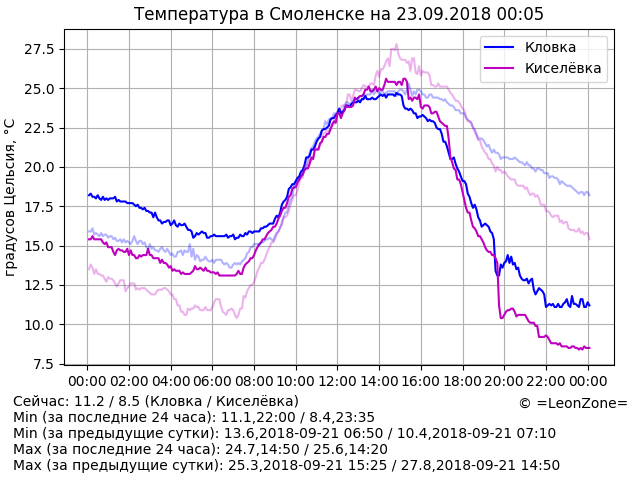 Температура в Смоленске на 23.09.2018 00:05
27.5
25.0
22.5
20.0
17.5
15.0
12.5
10.0
7.5
градусов Цельсия, °C
Кловка
Киселёвка
00:00 02:00 04:00 06:00 08:00 10:00 12:00 14:00 16:00 18:00 20:00 22:00 00:00
Сейчас: 11.2 / 8.5 (Кловка / Киселёвка)
© =LeonZone=
Min (за последние 24 часа): 11.1,22:00 / 8.4,23:35
Min (за предыдущие сутки): 13.6,2018-09-21 06:50 / 10.4,2018-09-21 07:10
Max (за последние 24 часа): 24.7,14:50 / 25.6,14:20
Max (за предыдущие сутки): 25.3,2018-09-21 15:25 / 27.8,2018-09-21 14:50